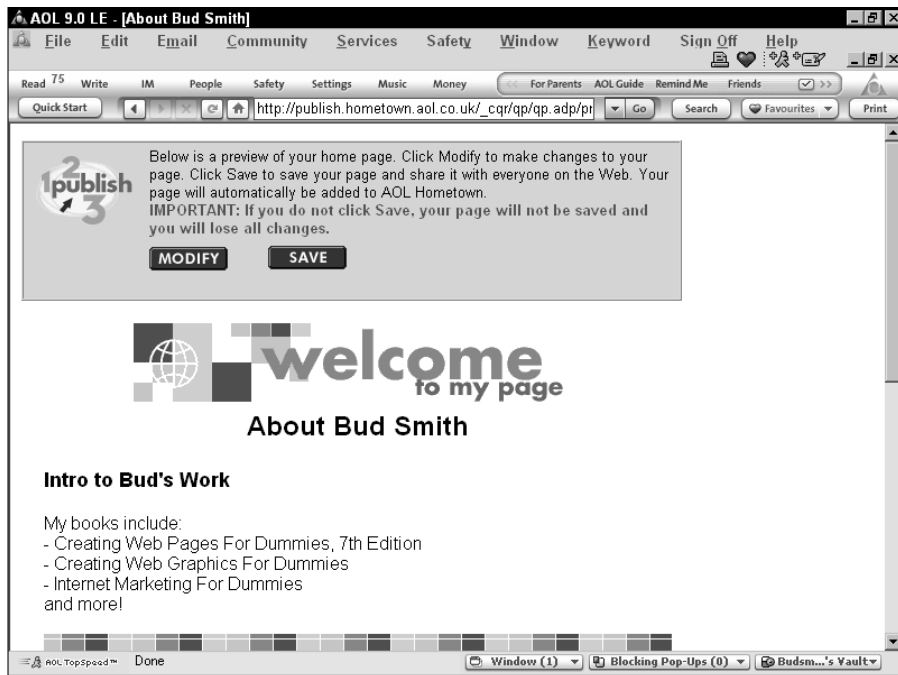 AOL 9.0 LE - [About Bud Smith]
File Edit Email Community Services Safety Window Keyword Sign Off Help
Read 75 Write IM People Safety Settings Music Money For Parents AOL Guide Remind Me Friends
Quick Start http://publish.hometown.aol.co.uk/_cqr/qp/qp.adp/pr Go Search Favourites Print
Below is a preview of your home page. Click Modify to make changes to your
page. Click Save to save your page and share it with everyone on the Web. Your
page will automatically be added to AOL Hometown.
IMPORTANT: If you do not click Save, your page will not be saved and
you will lose all changes.
1 2 publish 3
MODIFY SAVE
welcome
to my page
About Bud Smith
Intro to Bud's Work
My books include:
- Creating Web Pages For Dummies, 7th Edition
- Creating Web Graphics For Dummies
- Internet Marketing For Dummies
and more!
AOL TopSpeed™ Done Window (1) Blocking Pop-Ups (0) Budsm...'s Vault